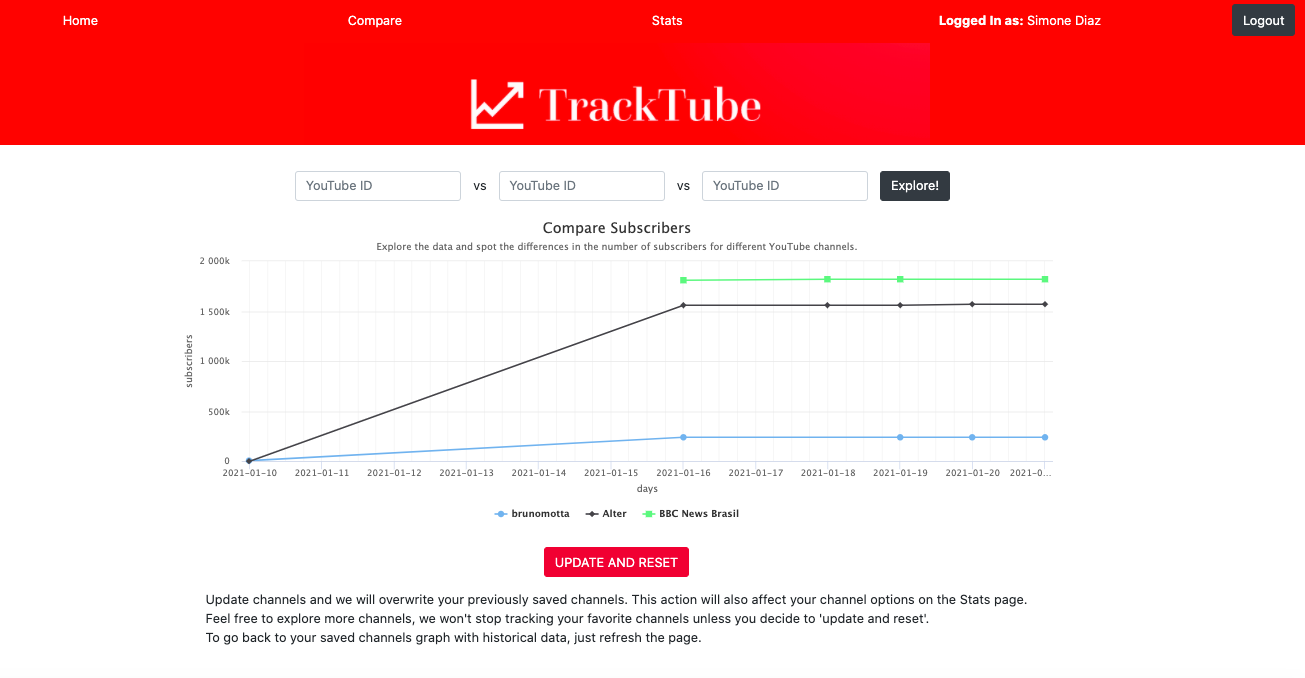 Home Compare Stats Logged In as: Simone Diaz Logout
TrackTube
YouTube ID vs YouTube ID vs YouTube ID Explore!
Compare Subscribers
Explore the data and spot the differences in the number of subscribers for different YouTube channels.
2 000k
1 500k
1 000k
500k
0
subscribers
2021-01-10 2021-01-11 2021-01-12 2021-01-13 2021-01-14 2021-01-15 2021-01-16 2021-01-17 2021-01-18 2021-01-19 2021-01-20 2021-0...
days
brunomotta Alter BBC News Brasil
UPDATE AND RESET
Update channels and we will overwrite your previously saved channels. This action will also affect your channel options on the Stats page.
Feel free to explore more channels, we won't stop tracking your favorite channels unless you decide to 'update and reset'.
To go back to your saved channels graph with historical data, just refresh the page.